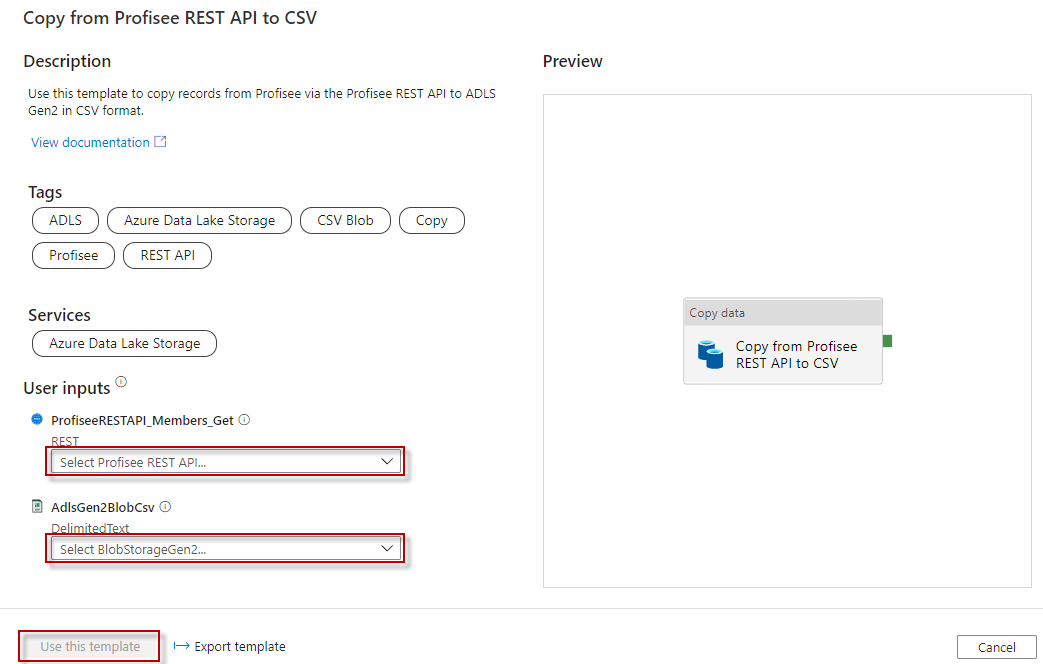 Copy from Profisee REST API to CSV
Description
Use this template to copy records from Profisee via the Profisee REST API to ADLS
Gen2 in CSV format.
View documentation
Tags
ADLS
Azure Data Lake Storage
CSV Blob
Copy
Profisee
REST API
Services
Azure Data Lake Storage
User inputs
ProfiseeRESTAPI_Members_Get
REST
Select Profisee REST API...
AdlsGen2BlobCsv
DelimitedText
Select BlobStorageGen2...
Preview
Copy data
Copy from Profisee
REST API to CSV
Use this template
Export template
Cancel